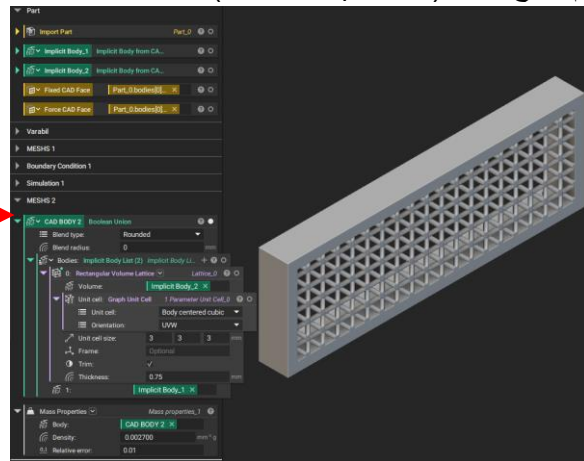 Part
Import Part Part_0
Implicit Body_1 Implicit Body from CA...
Implicit Body_2 Implicit Body from CA...
Fixed CAD Face Part_0.bodies[0]... ×
Force CAD Face Part_0.bodies[0]... ×
Varabil
MESHS 1
Boundary Condition 1
Simulation 1
MESHS 2
CAD BODY 2 Boolean Union
Blend type: Rounded
Blend radius 0 mm
Bodies: Implicit Body List (2) Implicit Body Li...
0: Rectangular Volume Lattice Lattice_0
Volume: Implicit Body_2 ×
Unit cell: Graph Unit Cell 1 Parameter Unit Cell_0
Unit cell: Body centered cubic
Orientation: UVW
Unit cell size: 3 3 3 mm
Frame: Optional
Trim: ✓
Thickness: 0.75 mm
1: Implicit Body_1 ×
Mass Properties Mass properties_1
Body: CAD BODY 2 ×
Density: 0.002700
Relative error: 0.01